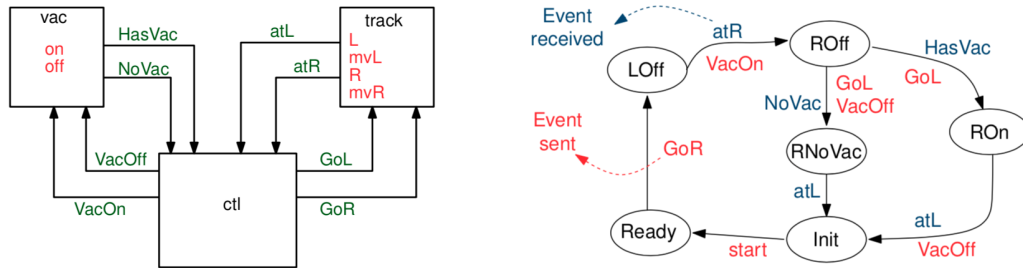 vac
on
off
HasVac
NoVac
VacOff
VacOn
ctl
track
L
mvL
R
mvR
atL
atR
GoL
GoR
Event
received
atR
VacOn
LOff
ROff
HasVac
GoL
NoVac
GoL
VacOff
ROn
Event
sent
GoR
RNoVac
atL
atL
VacOff
Ready
start
Init